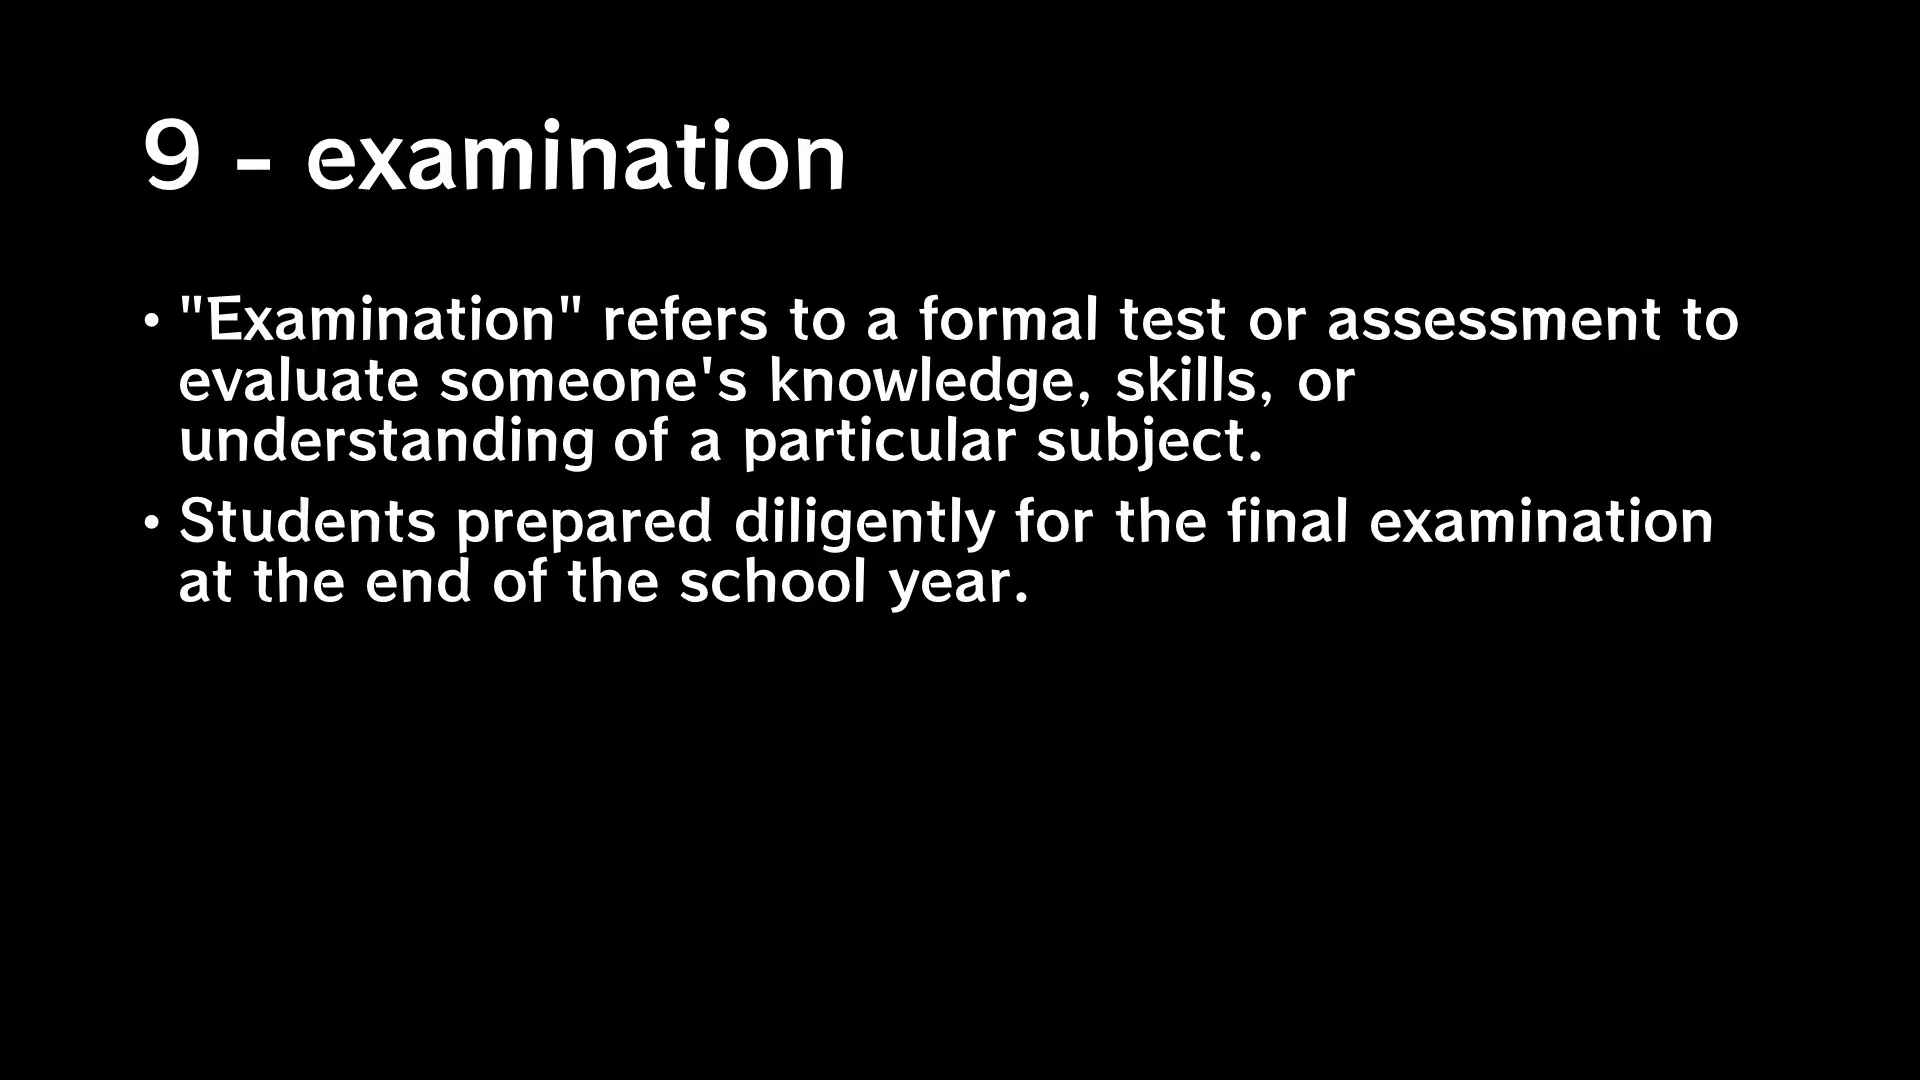 9 - examination
• "Examination" refers to a formal test or assessment to
evaluate someone's knowledge, skills, or
understanding of a particular subject.
• Students prepared diligently for the final examination
at the end of the school year.